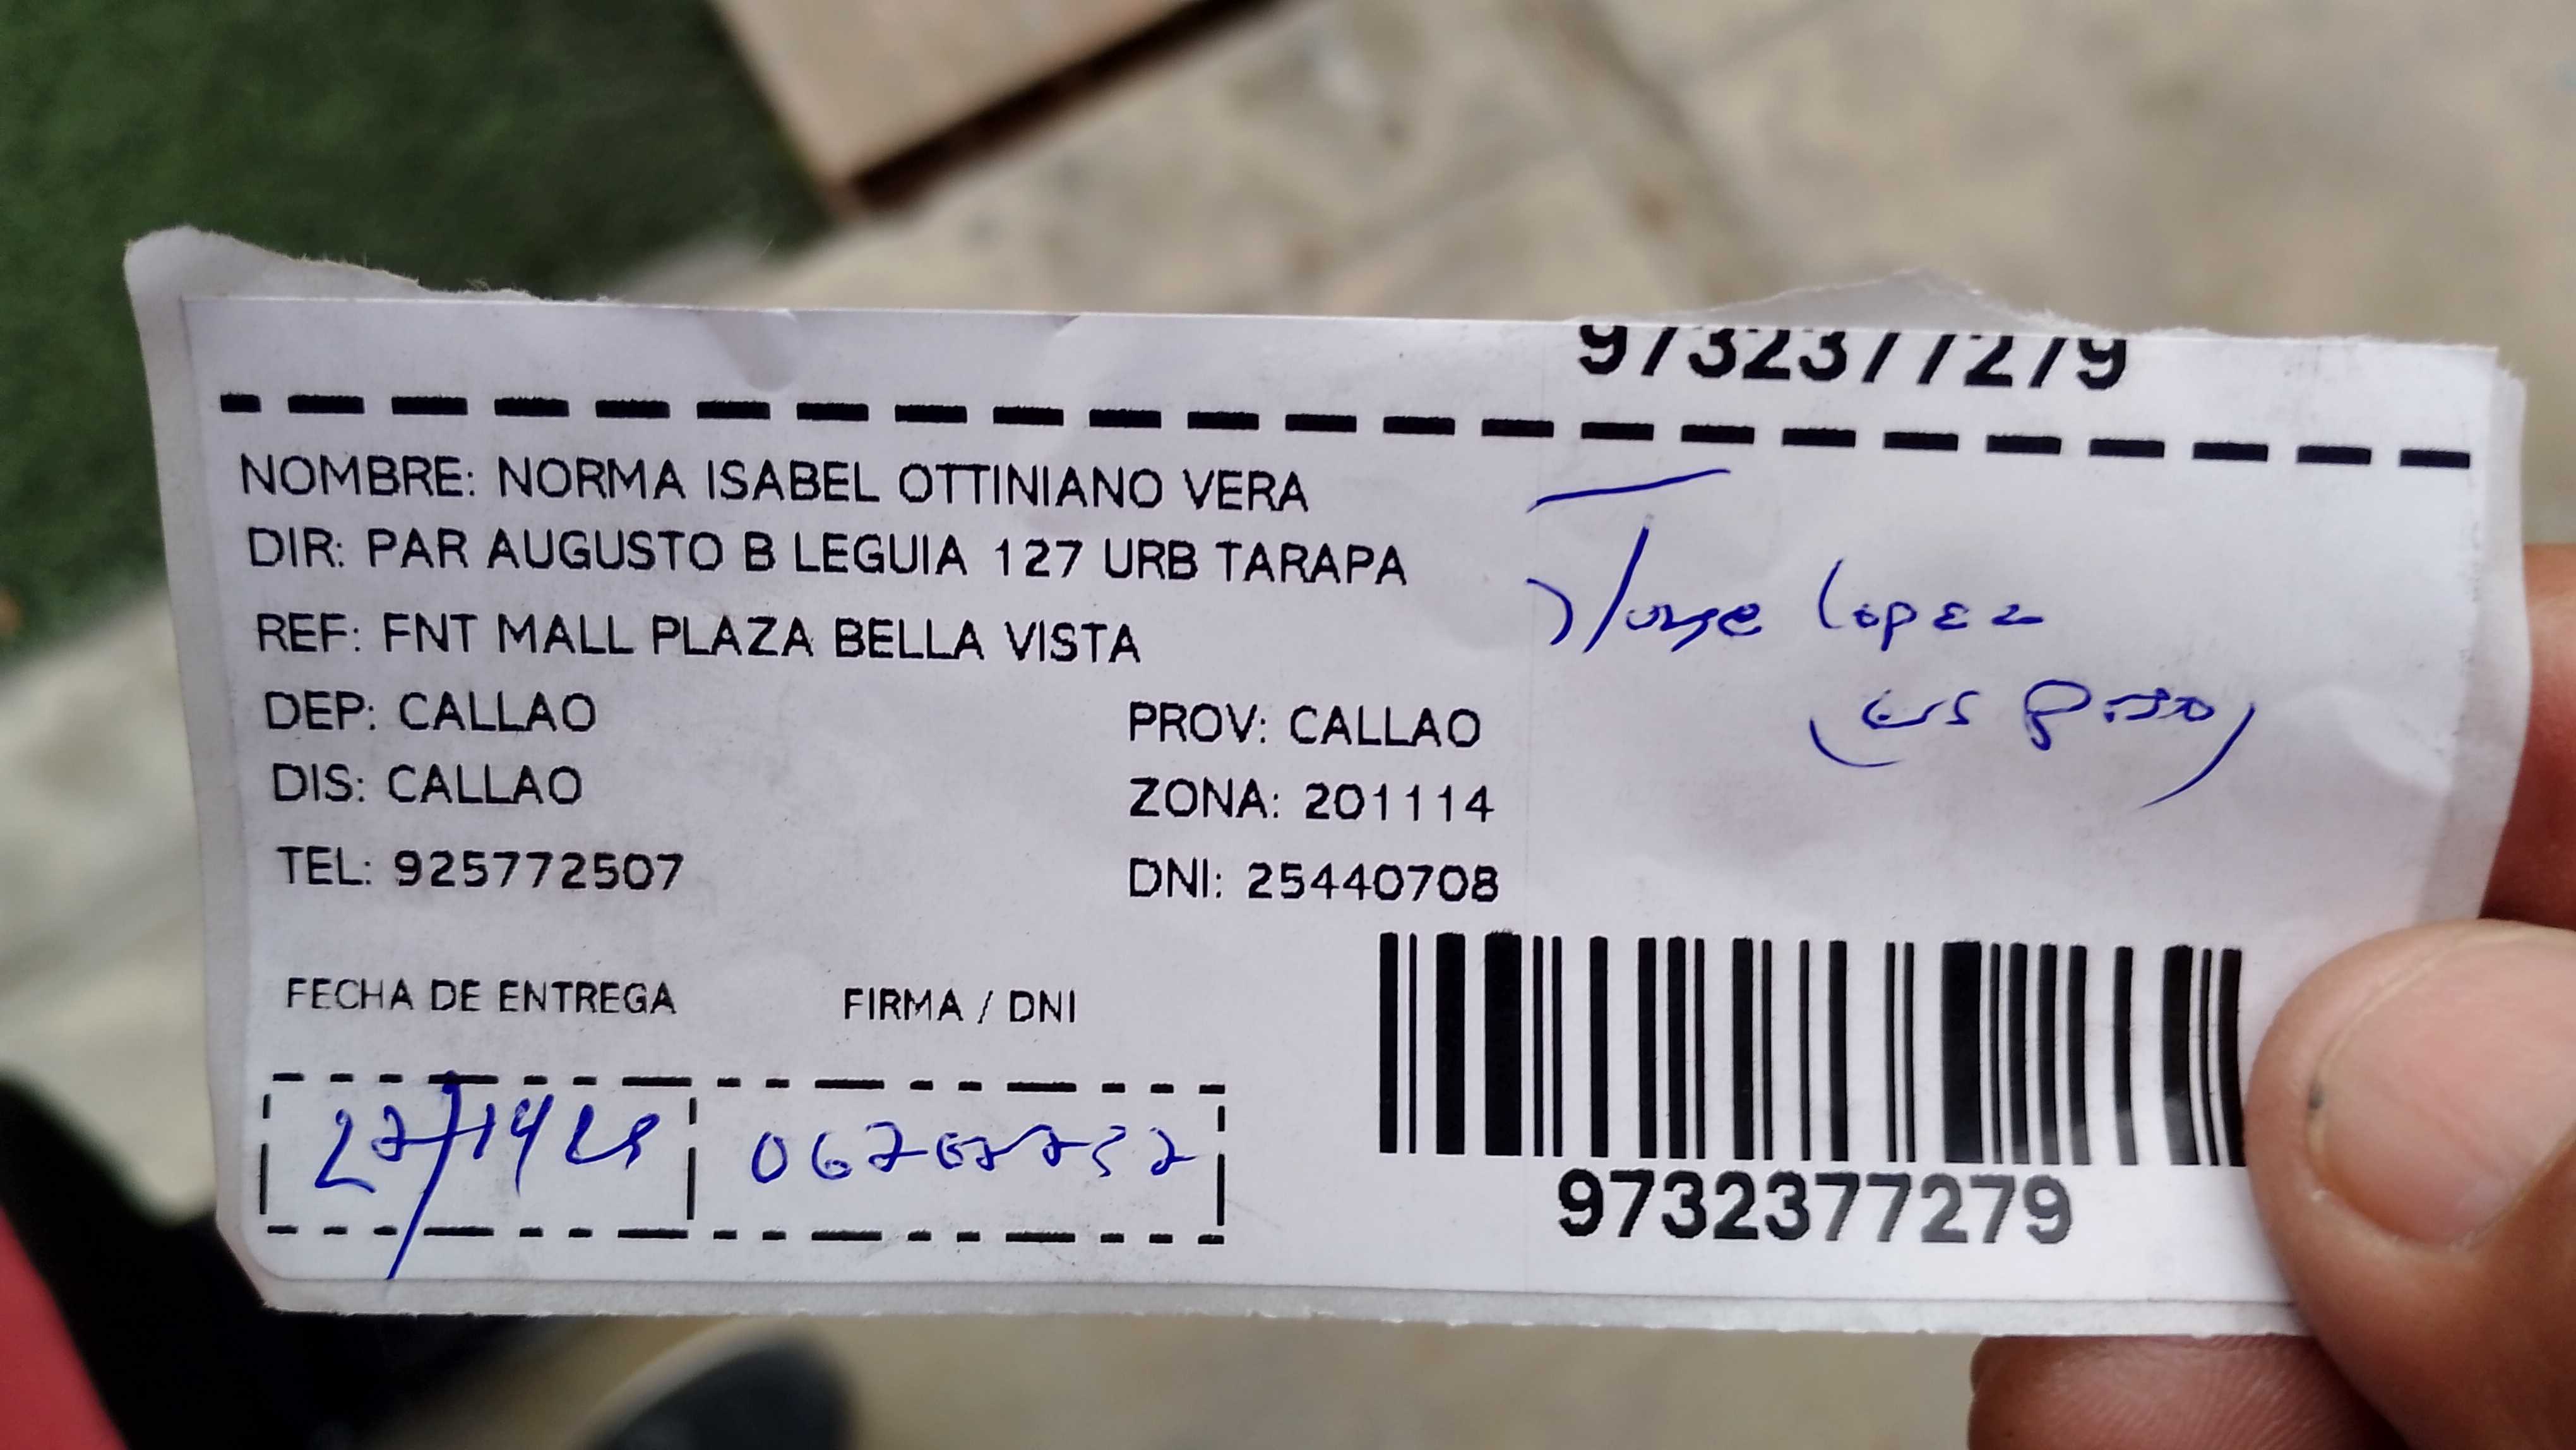 9732377279
NOMBRE: NORMA ISABEL OTTINIANO VERA
DIR: PAR AUGUSTO B LEGUIA 127 URB TARAPA
REF: FNT MALL PLAZA BELLA VISTA
DEP: CALLAO PROV: CALLAO
DIS: CALLAO ZONA: 201114
TEL: 925772507 DNI: 25440708
Jorge Lopez
FECHA DE ENTREGA FIRMA / DNI
9732377279